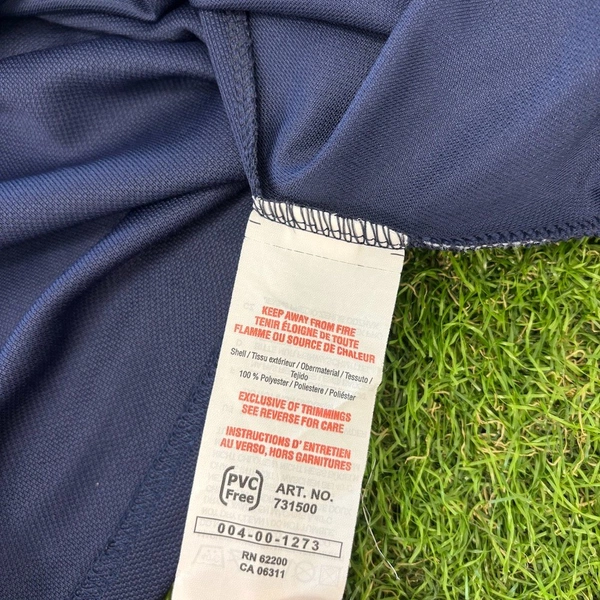 KEEP AWAY FROM FIRE
TENIR ÉLOIGNE DE TOUTE
FLAMME OU SOURCE DE CHALEUR
Shell / Tissu extérieur / Obermaterial / Tessuto /
Tejido
100 % Polyester / Poliestere / Poliéster
EXCLUSIVE OF TRIMMINGS
SEE REVERSE FOR CARE
INSTRUCTIONS D' ENTRETIEN
AU VERSO, HORS GARNITURES
PVC
Free
ART. NO.
731500
004-00-1273
RN 62200
CA 06311